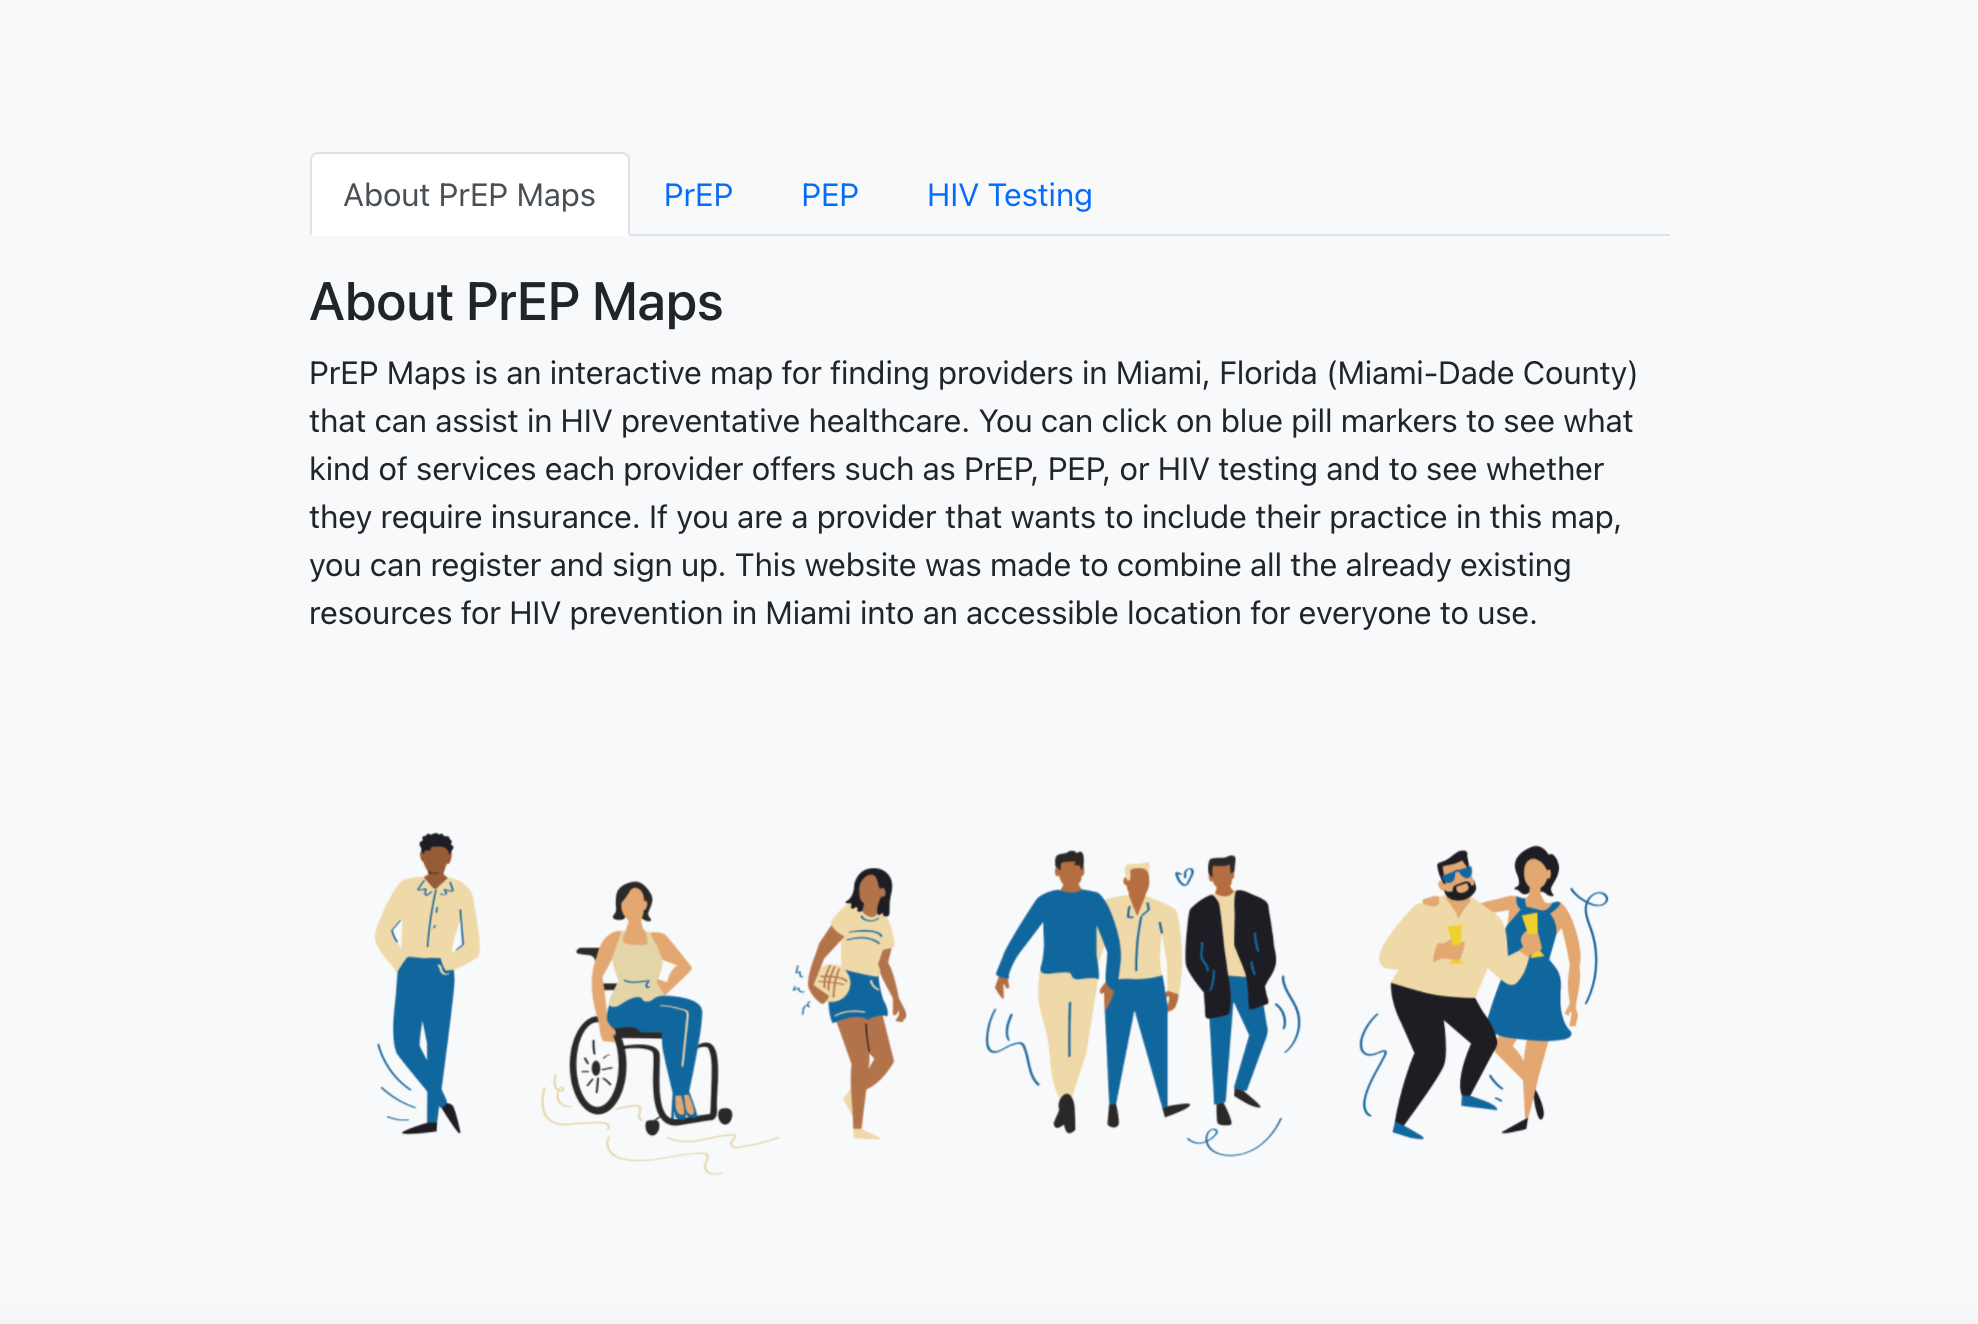 About PrEP Maps
PrEP
PEP
HIV Testing
About PrEP Maps
PrEP Maps is an interactive map for finding providers in Miami, Florida (Miami-Dade County)
that can assist in HIV preventative healthcare. You can click on blue pill markers to see what
kind of services each provider offers such as PrEP, PEP, or HIV testing and to see whether
they require insurance. If you are a provider that wants to include their practice in this map,
you can register and sign up. This website was made to combine all the already existing
resources for HIV prevention in Miami into an accessible location for everyone to use.